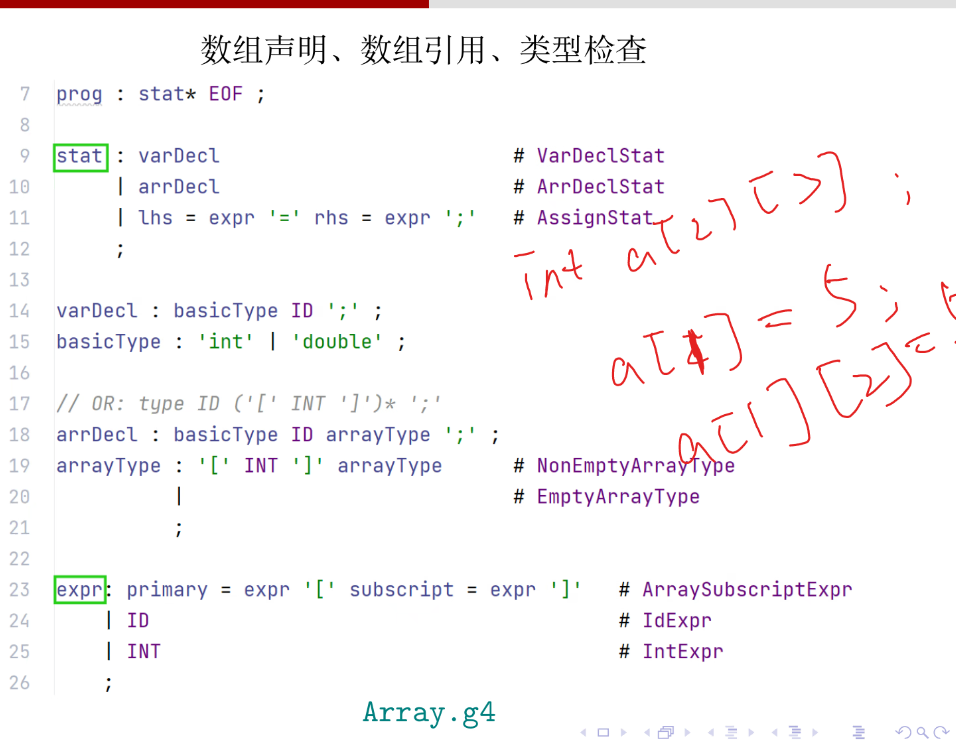 数组声明、数组引用、类型检查
7 prog : stat* EOF ;
8
9 stat : varDecl # VarDeclStat
10 | arrDecl # ArrDeclStat
11 | lhs = expr '=' rhs = expr ';' # AssignStat
12 ;
13
14 varDecl : basicType ID ';' ;
15 basicType : 'int' | 'double' ;
16
17 // OR: type ID ('[' INT ']')* ';'
18 arrDecl : basicType ID arrayType ';' ;
19 arrayType : '[' INT ']' arrayType # NonEmptyArrayType
20 | # EmptyArrayType
21 ;
22
23 expr: primary = expr '[' subscript = expr ']' # ArraySubscriptExpr
24 | ID # IdExpr
25 | INT # IntExpr
26 ;
int a[2][3] ;
a[1] = 5;
a[1][2] =
Array.g4